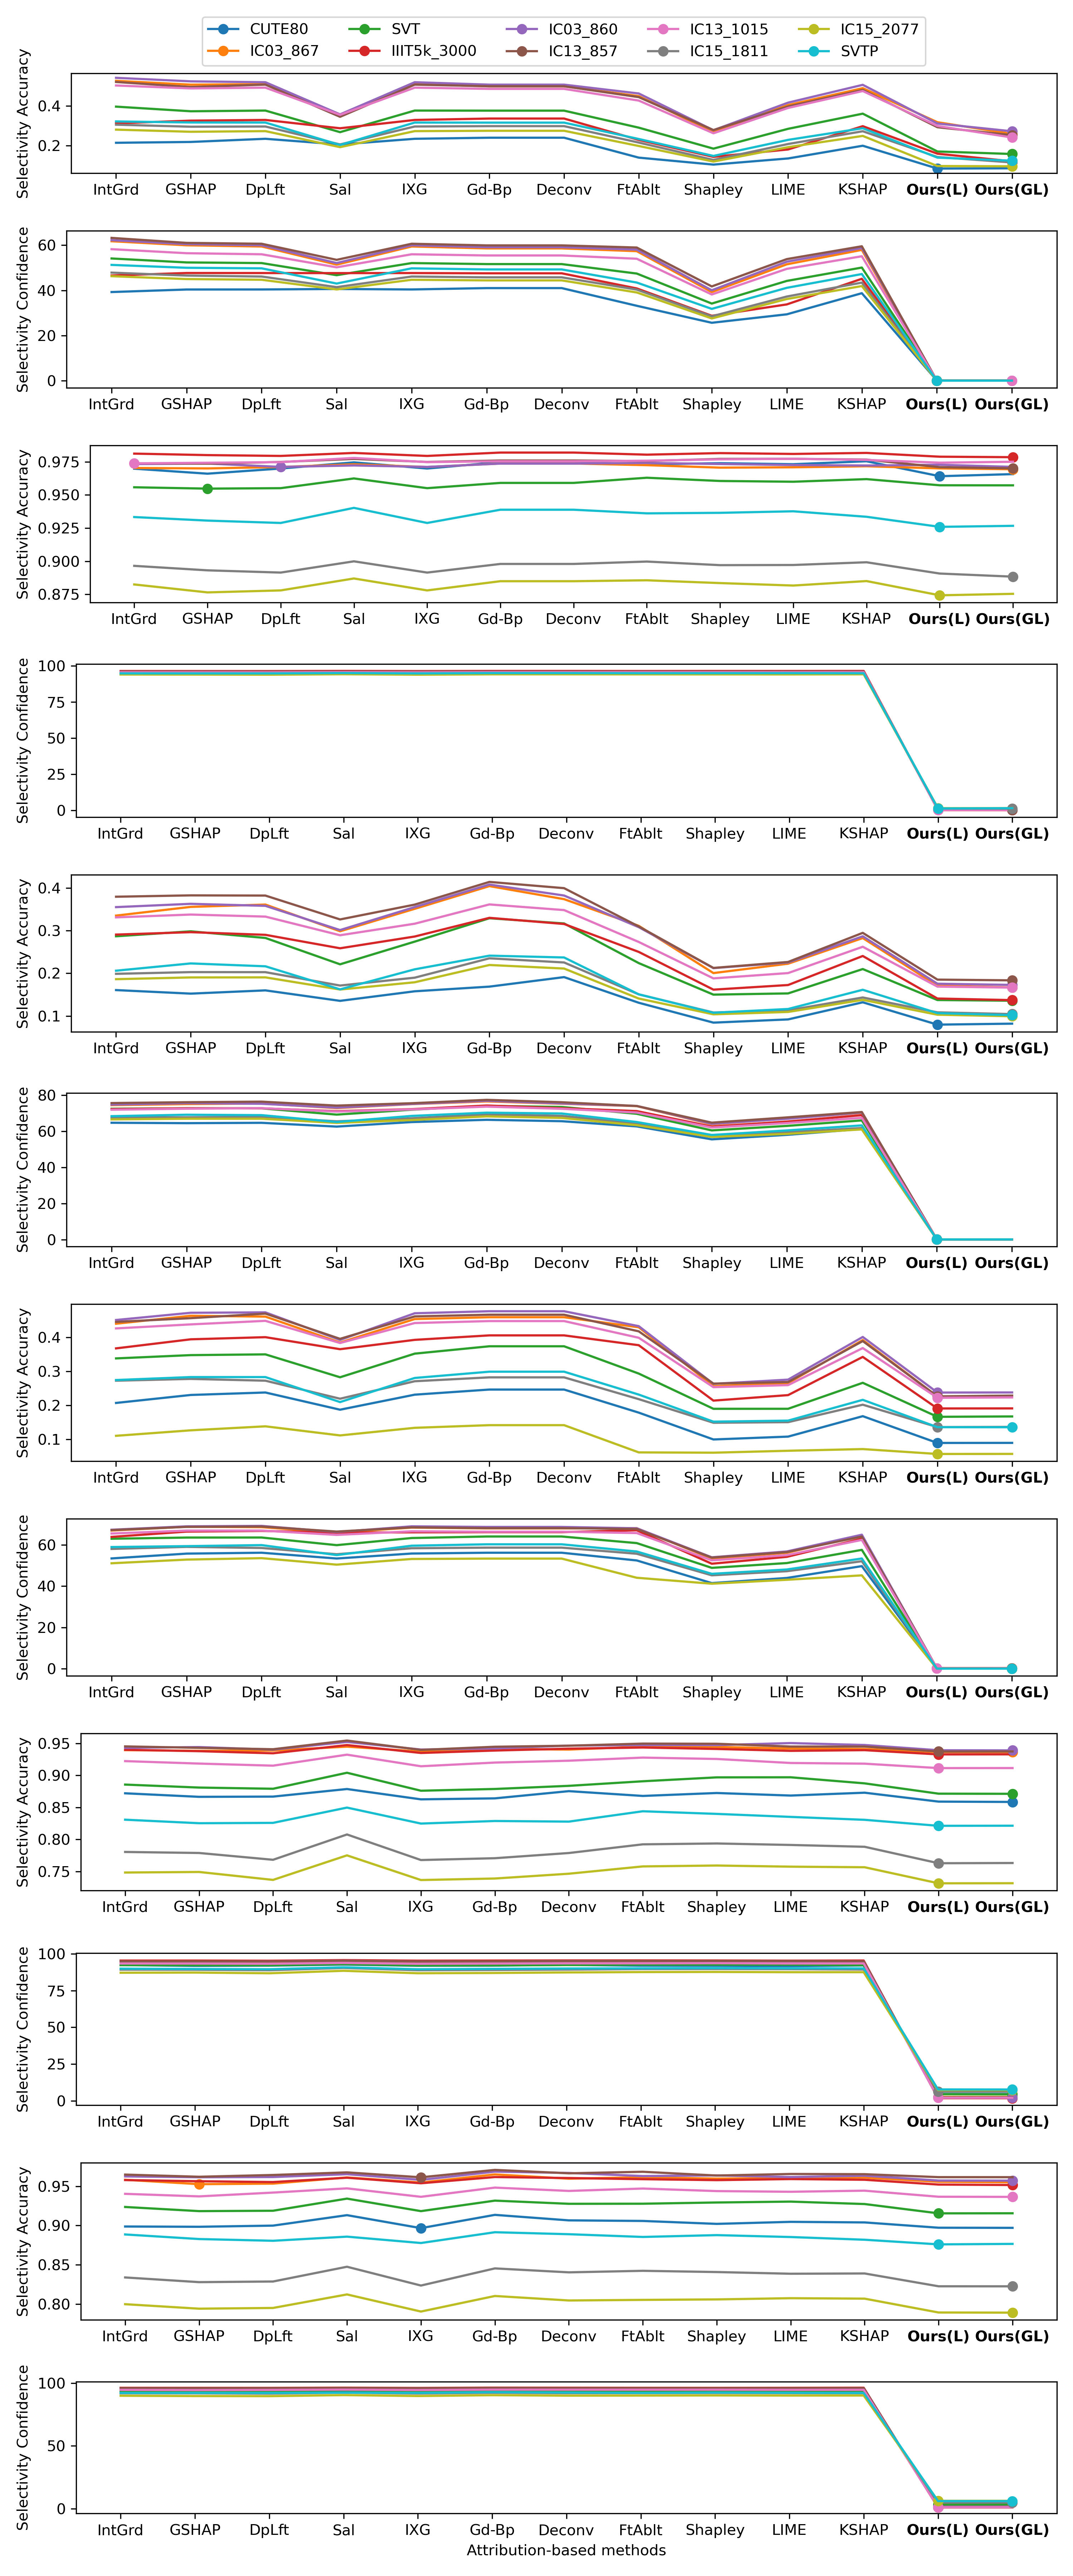 CUTE80 SVT IC03_860 IC13_1015 IC15_2077
IC03_867 IIIT5k_3000 IC13_857 IC15_1811 SVTP
Selectivity Accuracy
0.4
0.2
IntGrd GSHAP DpLft Sal IXG Gd-Bp Deconv FtAblt Shapley LIME KSHAP Ours(L) Ours(GL)
Selectivity Confidence
60
40
20
0
IntGrd GSHAP DpLft Sal IXG Gd-Bp Deconv FtAblt Shapley LIME KSHAP Ours(L) Ours(GL)
Selectivity Accuracy
0.975
0.950
0.925
0.900
0.875
IntGrd GSHAP DpLft Sal IXG Gd-Bp Deconv FtAblt Shapley LIME KSHAP Ours(L) Ours(GL)
Selectivity Confidence
100
75
50
25
0
IntGrd GSHAP DpLft Sal IXG Gd-Bp Deconv FtAblt Shapley LIME KSHAP Ours(L) Ours(GL)
Selectivity Accuracy
0.4
0.3
0.2
0.1
IntGrd GSHAP DpLft Sal IXG Gd-Bp Deconv FtAblt Shapley LIME KSHAP Ours(L) Ours(GL)
Selectivity Confidence
80
60
40
20
0
IntGrd GSHAP DpLft Sal IXG Gd-Bp Deconv FtAblt Shapley LIME KSHAP Ours(L) Ours(GL)
Selectivity Accuracy
0.4
0.3
0.2
0.1
IntGrd GSHAP DpLft Sal IXG Gd-Bp Deconv FtAblt Shapley LIME KSHAP Ours(L) Ours(GL)
Selectivity Confidence
60
40
20
0
IntGrd GSHAP DpLft Sal IXG Gd-Bp Deconv FtAblt Shapley LIME KSHAP Ours(L) Ours(GL)
Selectivity Accuracy
0.95
0.90
0.85
0.80
0.75
IntGrd GSHAP DpLft Sal IXG Gd-Bp Deconv FtAblt Shapley LIME KSHAP Ours(L) Ours(GL)
Selectivity Confidence
100
75
50
25
0
IntGrd GSHAP DpLft Sal IXG Gd-Bp Deconv FtAblt Shapley LIME KSHAP Ours(L) Ours(GL)
Selectivity Accuracy
0.95
0.90
0.85
0.80
IntGrd GSHAP DpLft Sal IXG Gd-Bp Deconv FtAblt Shapley LIME KSHAP Ours(L) Ours(GL)
Selectivity Confidence
100
50
0
IntGrd GSHAP DpLft Sal IXG Gd-Bp Deconv FtAblt Shapley LIME KSHAP Ours(L) Ours(GL)
Attribution-based methods